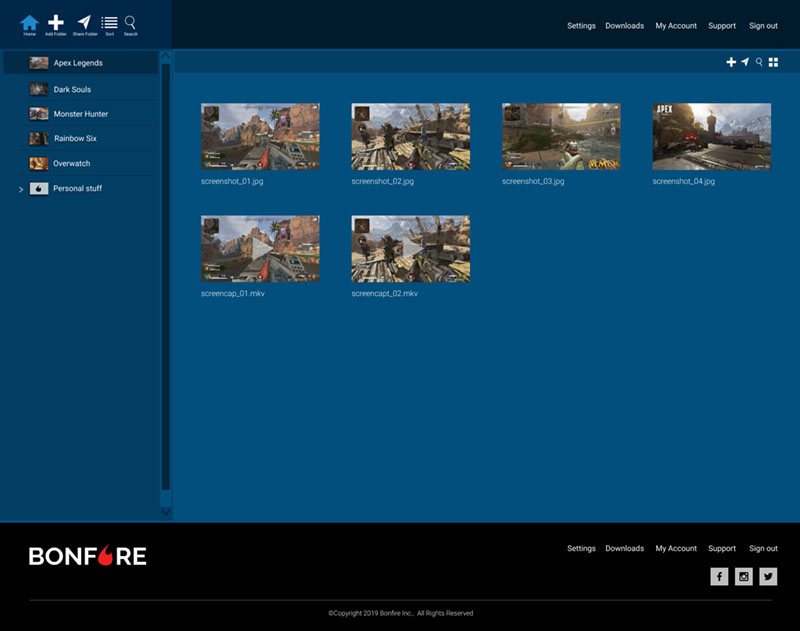 Settings Downloads My Account Support Sign out
Home Add Folder Share Folder Sort Search
Apex Legends
Dark Souls
Monster Hunter
Rainbow Six
Overwatch
Personal stuff
APEX
screenshot_01.jpg screenshot_02.jpg screenshot_03.jpg screenshot_04.jpg
screencap_01.mkv screencapt_02.mkv
BONFIRE
Settings Downloads My Account Support Sign out
©Copyright 2019 Bonfire Inc., All Rights Reserved